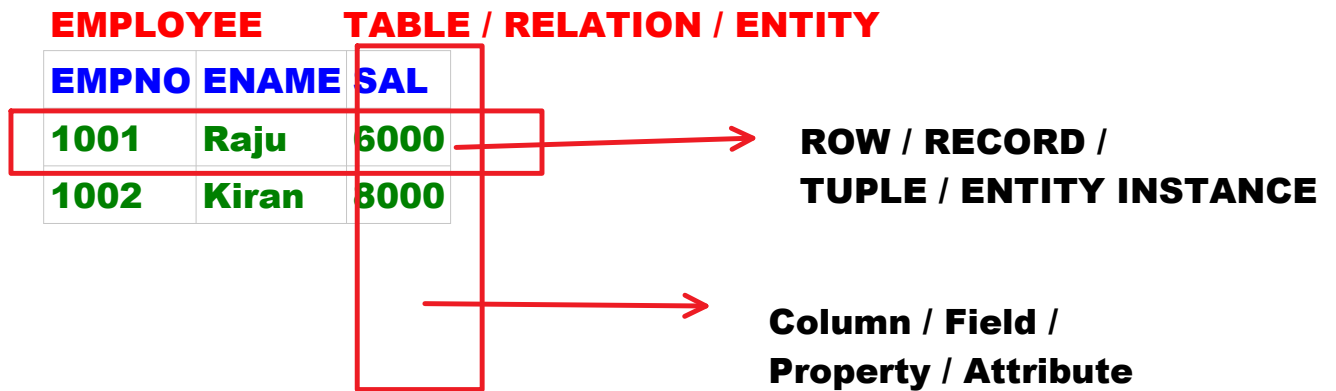 EMPLOYEE TABLE / RELATION / ENTITY
EMPNO ENAME SAL
1001 Raju 6000
1002 Kiran 8000
ROW / RECORD /
TUPLE / ENTITY INSTANCE
Column / Field /
Property / Attribute